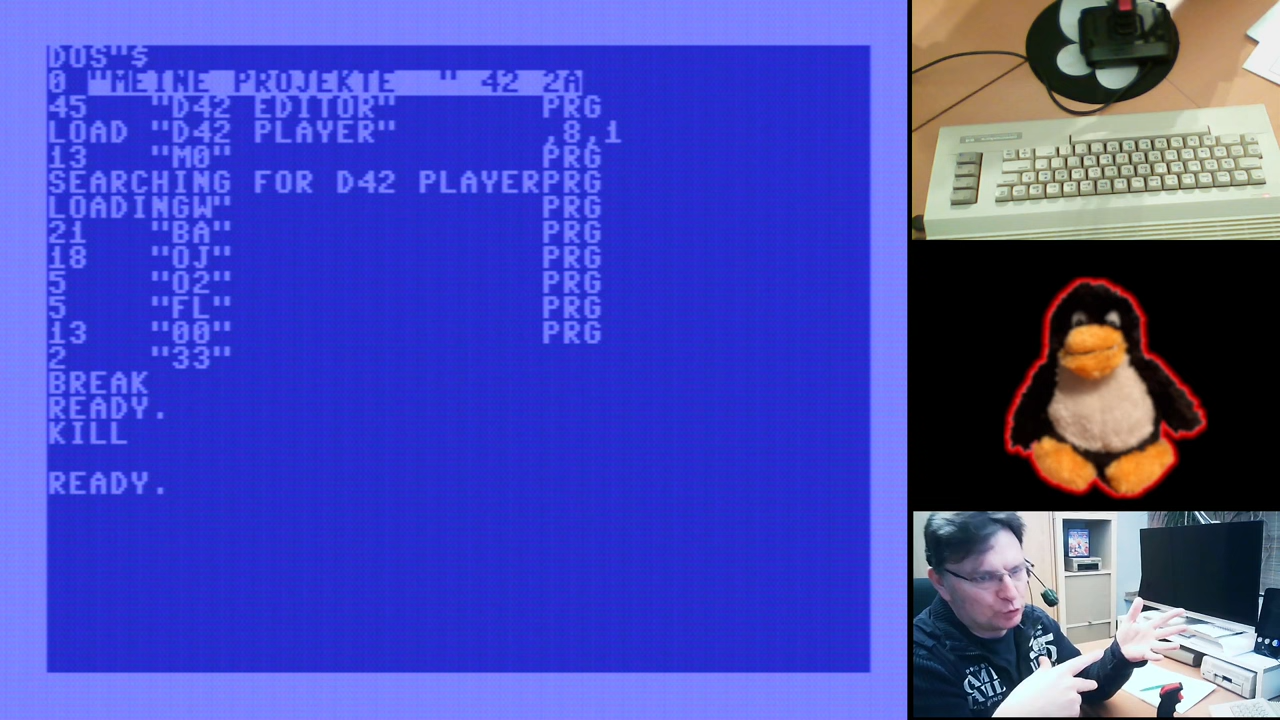 DOS"$
0 "MEINE PROJEKTE  " 42 2A
45   "D42 EDITOR"       PRG
LOAD "D42 PLAYER"       ,8,1
13   "M0"               PRG
SEARCHING FOR D42 PLAYERPRG
LOADINGW"               PRG
21   "BA"               PRG
18   "OJ"               PRG
5    "O2"               PRG
5    "FL"               PRG
13   "00"               PRG
2    "33"
BREAK
READY.
KILL
READY.